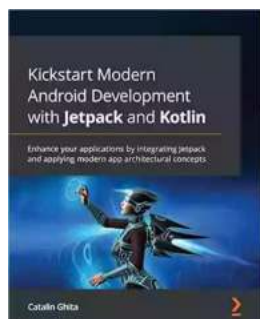 Kickstart Modern
Android Development
with Jetpack and Kotlin
Enhance your applications by integrating Jetpack
and applying modern app architectural concepts
Catalin Ghita